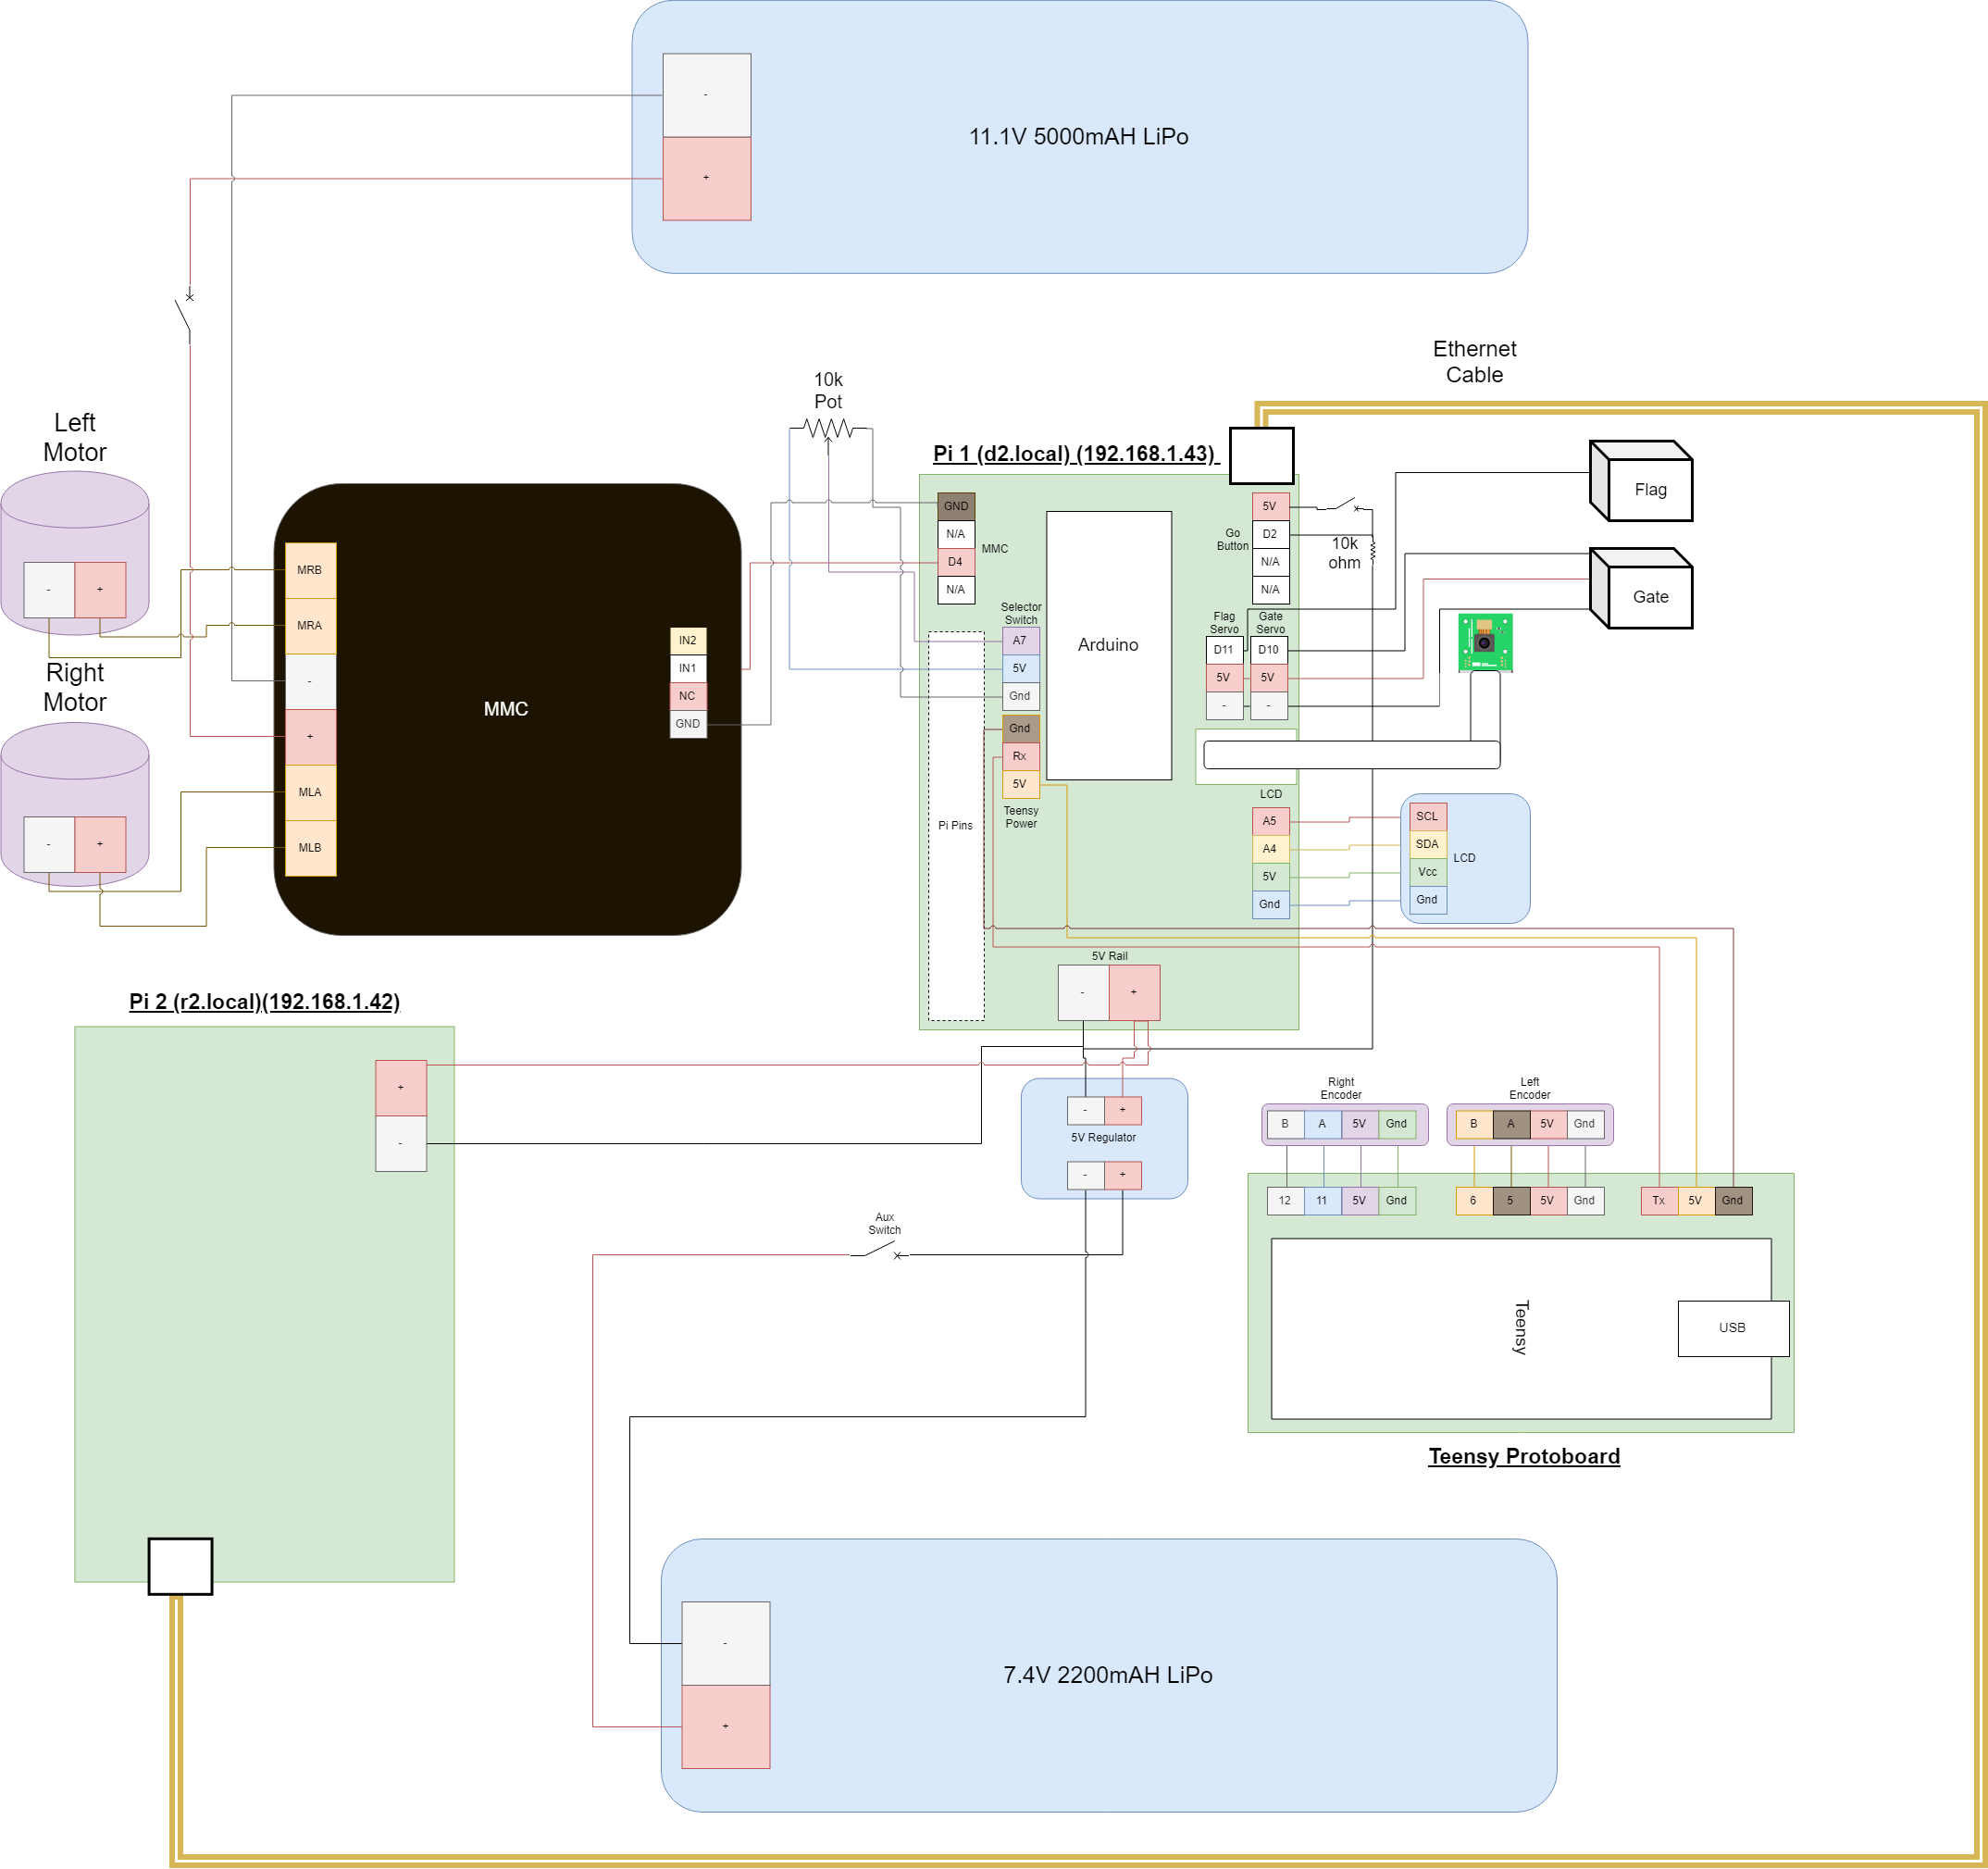 -
11.1V 5000mAH LiPo
+
Ethernet
Cable
10k
Pot
Left
Motor
-
+
Right
Motor
-
+
MRB
MRA
-
+
MLA
MLB
MMC
IN2
IN1
NC
GND
Pi 1 (d2.local) (192.168.1.43)
GND
N/A
D4
N/A
MMC
Selector
Switch
A7
5V
Gnd
Gnd
Rx
5V
Teensy
Power
Pi Pins
Arduino
5V
D2
N/A
N/A
Go
Button
10k
ohm
Flag
Servo
D11
5V
-
Gate
Servo
D10
5V
-
Flag
Gate
LCD
A5
A4
5V
Gnd
SCL
SDA
Vcc
Gnd
LCD
5V Rail
-
+
Pi 2 (r2.local)(192.168.1.42)
+
-
-
+
5V Regulator
-
+
Aux
Switch
Right
Encoder
B
A
5V
Gnd
Left
Encoder
B
A
5V
Gnd
12
11
5V
Gnd
6
5
5V
Gnd
Tx
5V
Gnd
Teensy
USB
Teensy Protoboard
-
7.4V 2200mAH LiPo
+